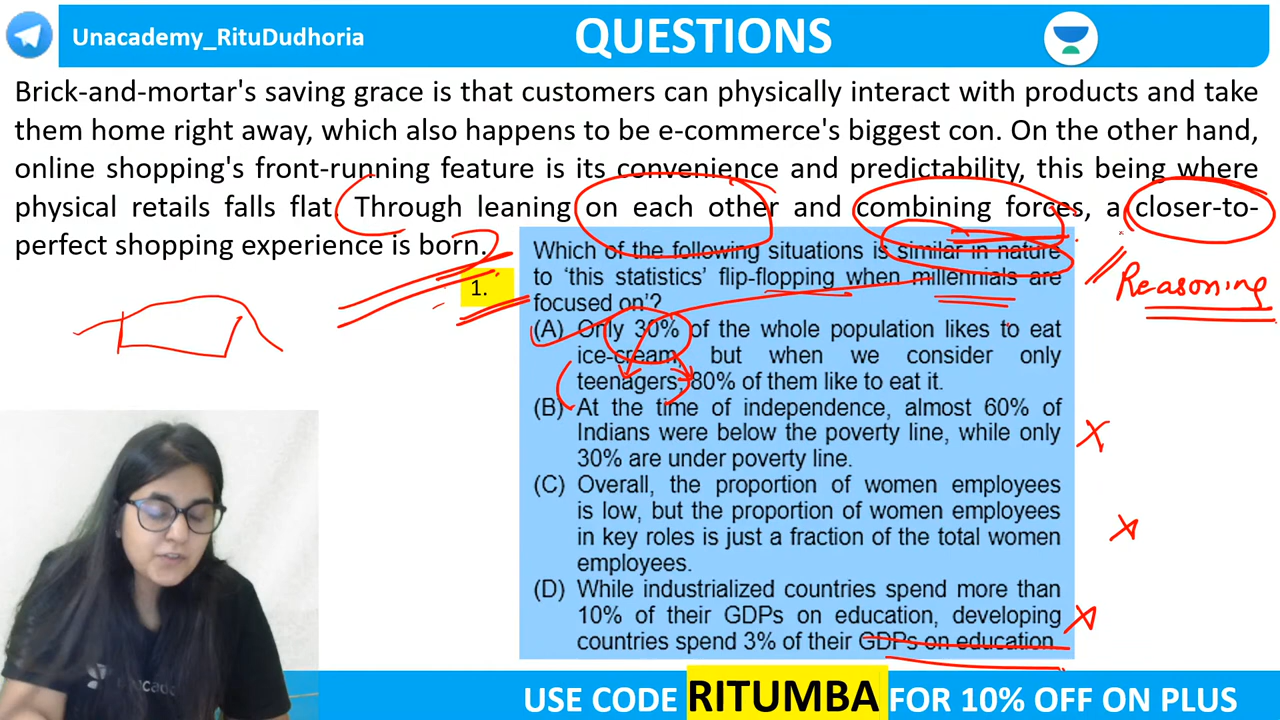 Unacademy_RituDudhoria
QUESTIONS
Brick-and-mortar's saving grace is that customers can physically interact with products and take
them home right away, which also happens to be e-commerce's biggest con. On the other hand,
online shopping's front-running feature is its convenience and predictability, this being where
physical retails falls flat. Through leaning on each other and combining forces, a closer-to-
perfect shopping experience is born.
1.
Which of the following situations is similar in nature
to ‘this statistics’ flip-flopping when millennials are
focused on’?
(A) Only 30% of the whole population likes to eat
ice-cream, but when we consider only
teenagers, 80% of them like to eat it.
(B) At the time of independence, almost 60% of
Indians were below the poverty line, while only
30% are under poverty line.
(C) Overall, the proportion of women employees
is low, but the proportion of women employees
in key roles is just a fraction of the total women
employees.
(D) While industrialized countries spend more than
10% of their GDPs on education, developing
countries spend 3% of their GDPs on education.
Reasoning
USE CODE RITUMBA FOR 10% OFF ON PLUS